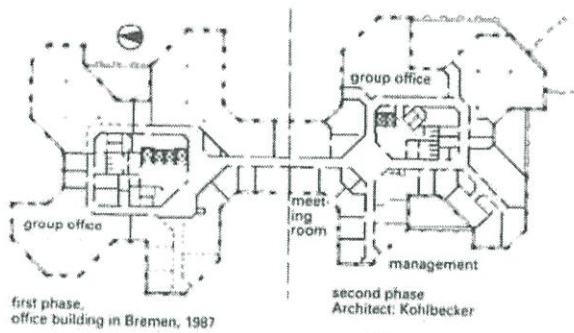 group office
group office
meet-
ing
room
management
first phase,
office building in Bremen, 1987
second phase
Architect: Kohlbecker